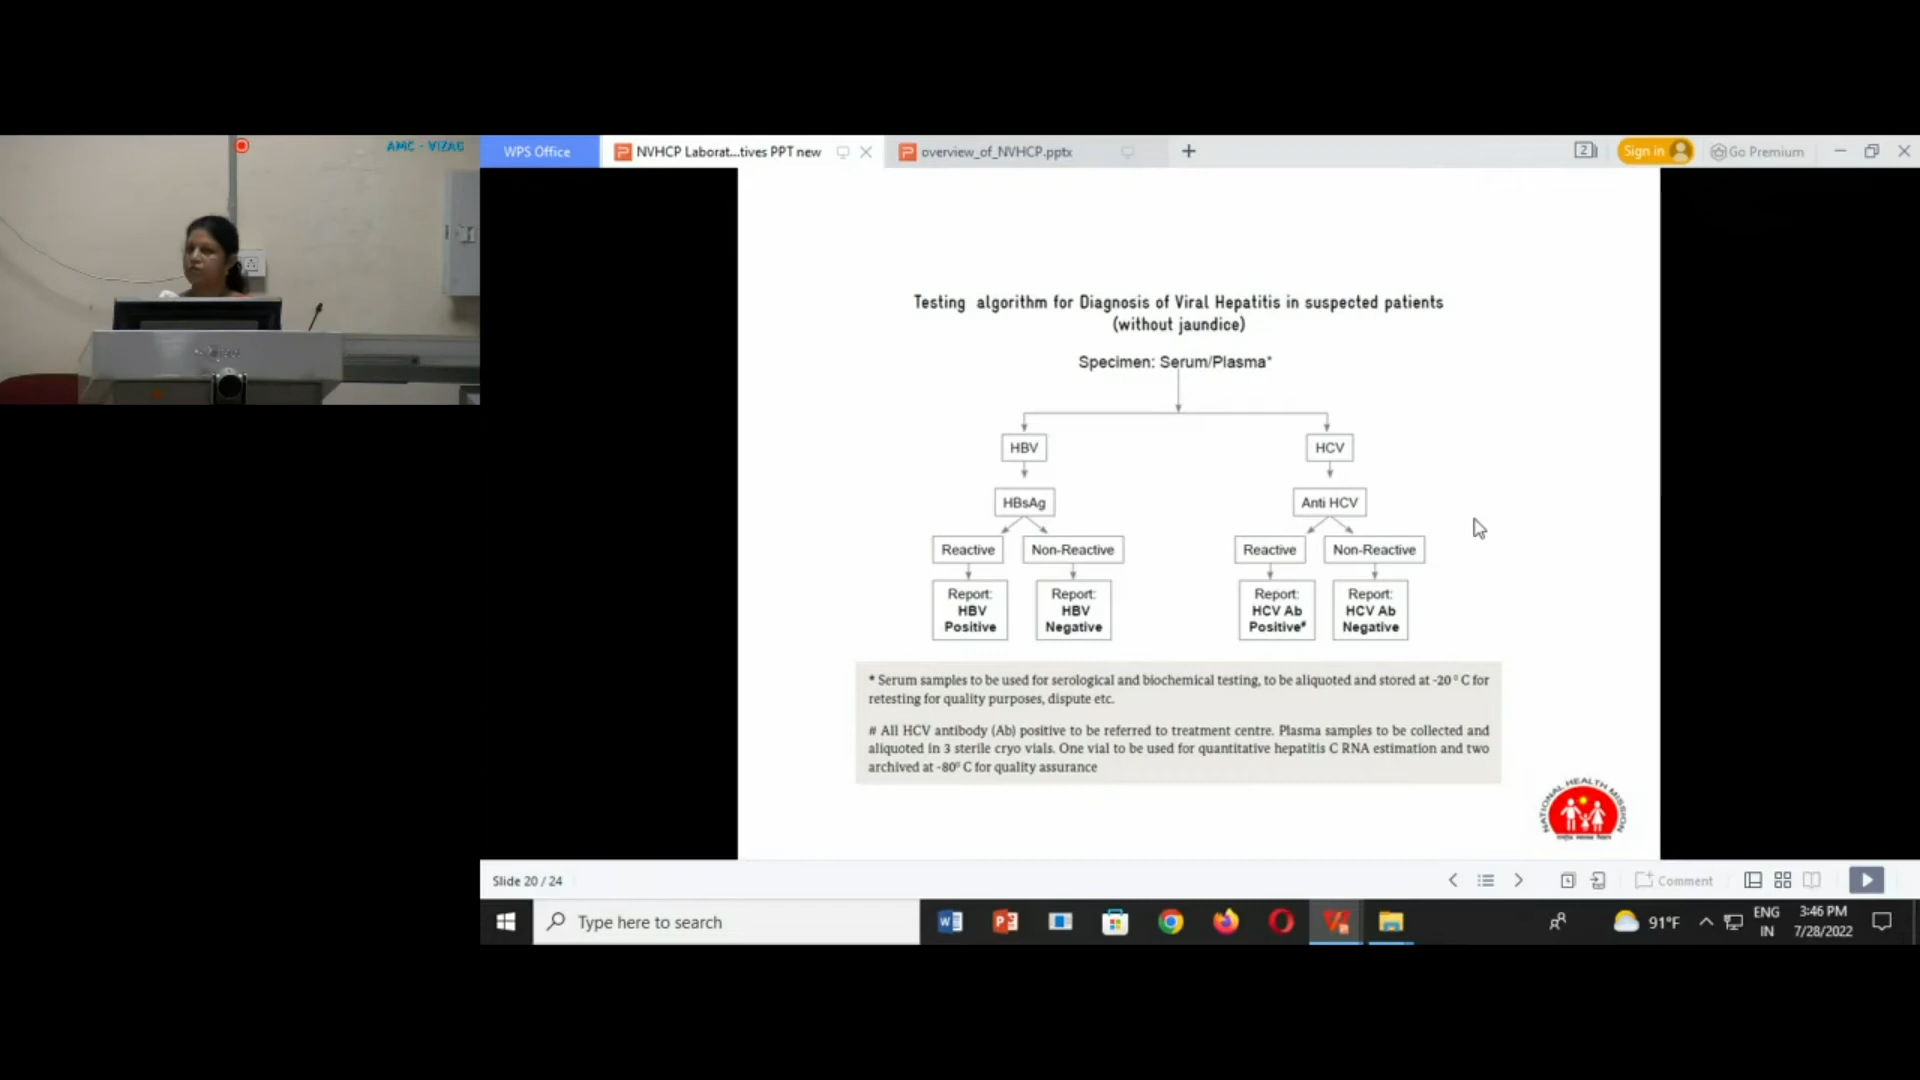 AMC - VIZAG
WPS Office
NVHCP Laborat...tives PPT new
overview_of_NVHCP.pptx
2
Sign in
Go Premium
Testing algorithm for Diagnosis of Viral Hepatitis in suspected patients
(without jaundice)
Specimen: Serum/Plasma*
HBV
HCV
HBsAg
Anti HCV
Reactive
Non-Reactive
Reactive
Non-Reactive
Report:
HBV
Positive
Report:
HBV
Negative
Report:
HCV Ab
Positive#
Report:
HCV Ab
Negative
* Serum samples to be used for serological and biochemical testing, to be aliquoted and stored at -20° C for
retesting for quality purposes, dispute etc.
# All HCV antibody (Ab) positive to be referred to treatment centre. Plasma samples to be collected and
aliquoted in 3 sterile cryo vials. One vial to be used for quantitative hepatitis C RNA estimation and two
archived at -80° C for quality assurance
NATIONAL HEALTH MISSION
Slide 20 / 24
Comment
Type here to search
91°F
ENG
IN
3:46 PM
7/28/2022